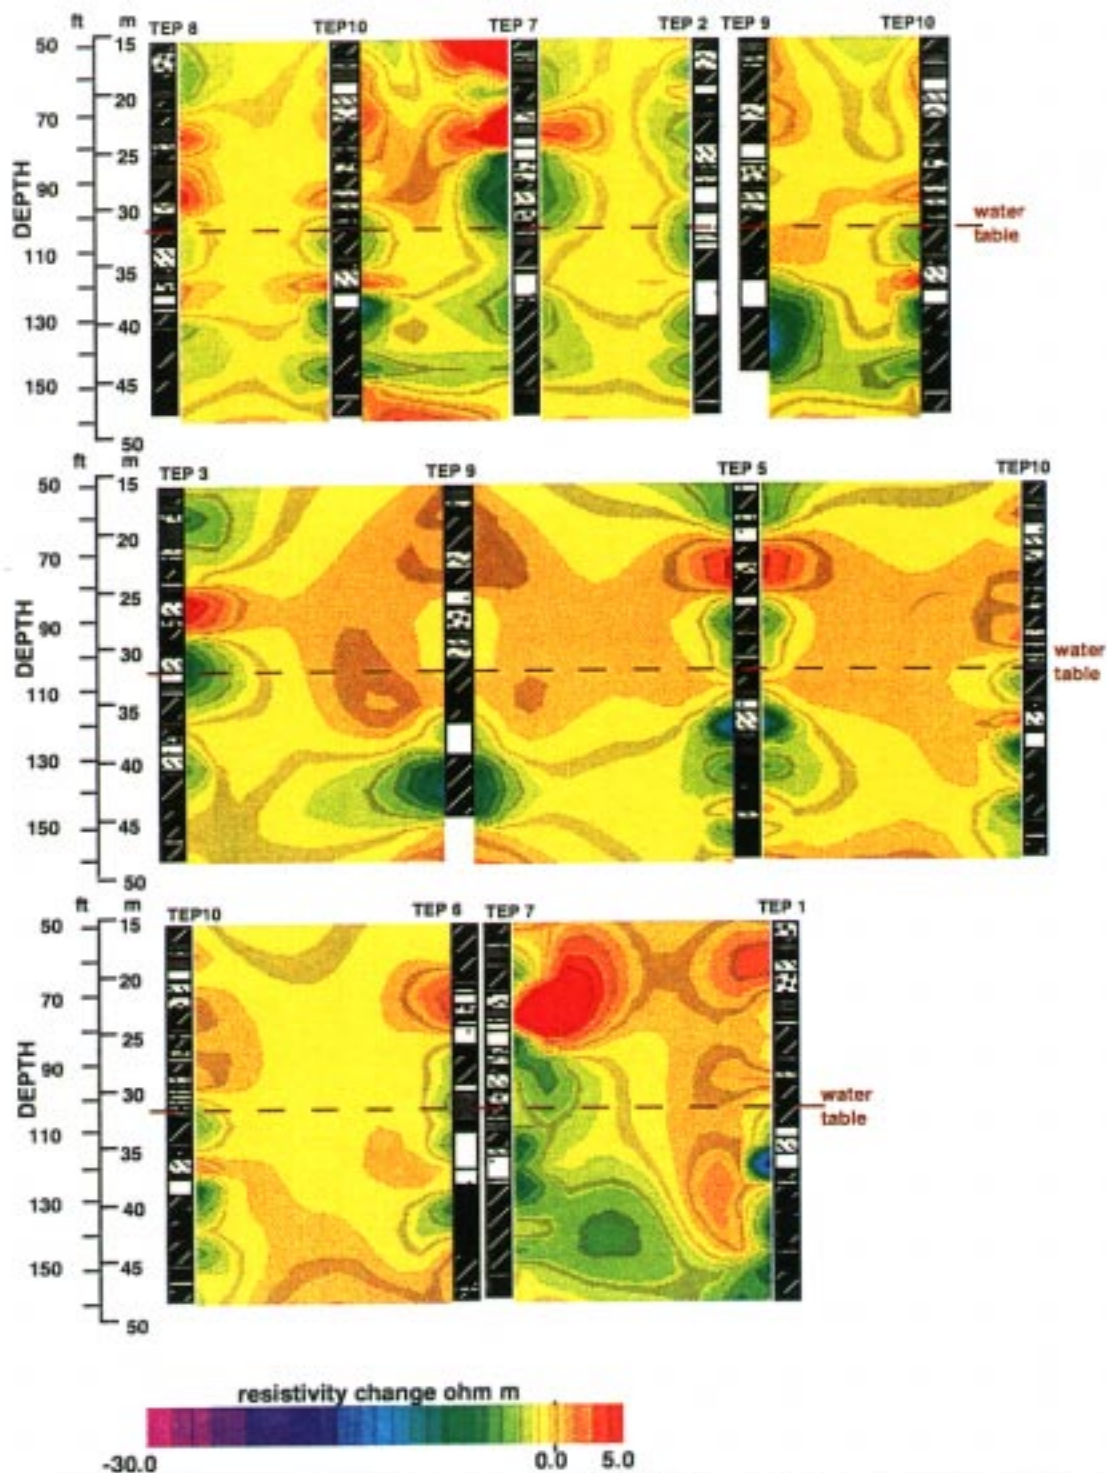 ft m TEP 8 TEP10 TEP 7 TEP 2 TEP 9 TEP10
50 15
20
70
25
90
30
110
35
130
40
150
45
50
DEPTH
water
table
ft m TEP 3 TEP 9 TEP 5 TEP10
50 15
20
70
25
90
30
110
35
130
40
150
45
50
DEPTH
water
table
ft m TEP10 TEP 6 TEP 7 TEP 1
50 15
20
70
25
90
30
110
35
130
40
150
45
50
DEPTH
water
table
resistivity change ohm m
-30.0 0.0 5.0